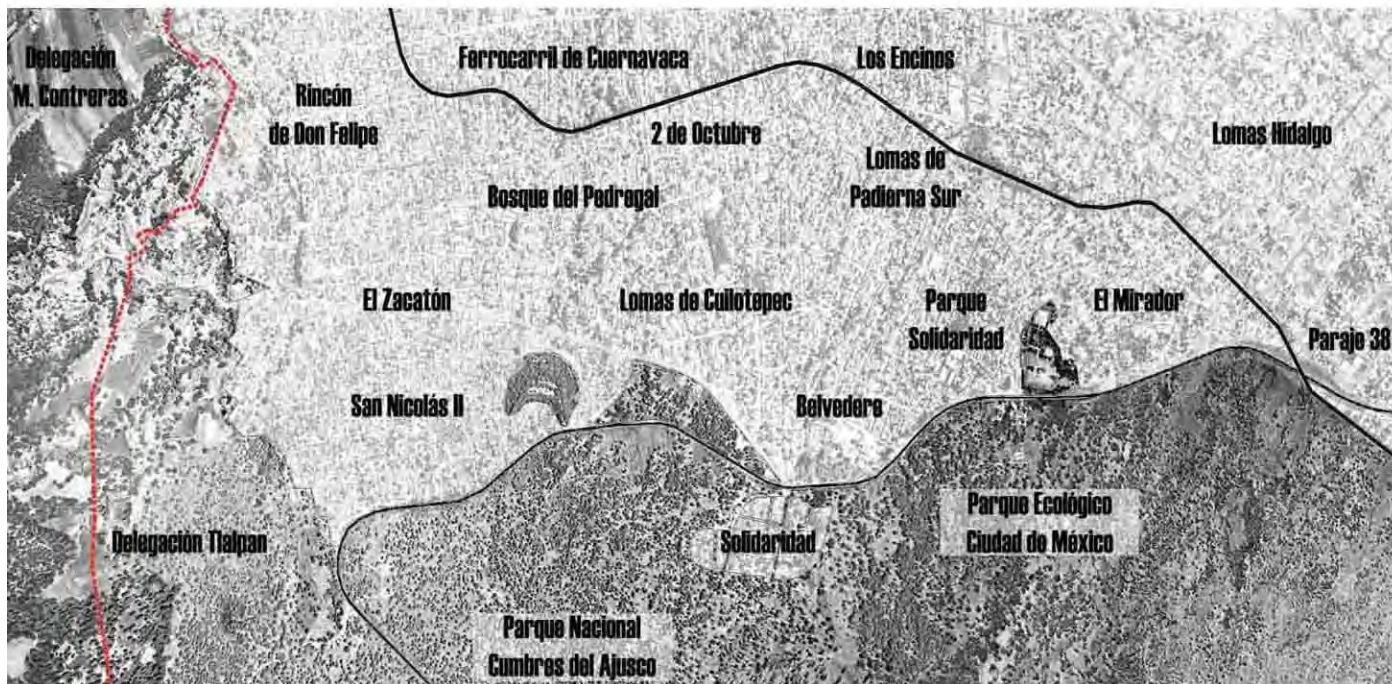 Delegación
M. Contreras
Rincón
de Don Felipe
Ferrocarril de Cuernavaca
Los Encinos
2 de Octubre
Lomas Hidalgo
Lomas de
Padierna Sur
Bosque del Pedregal
El Zacatón
Lomas de Cuilotepec
Parque
Solidaridad
El Mirador
Paraje 38
San Nicolás II
Belvedere
Delegación Tlalpan
Solidaridad
Parque Ecológico
Ciudad de México
Parque Nacional
Cumbres del Ajusco